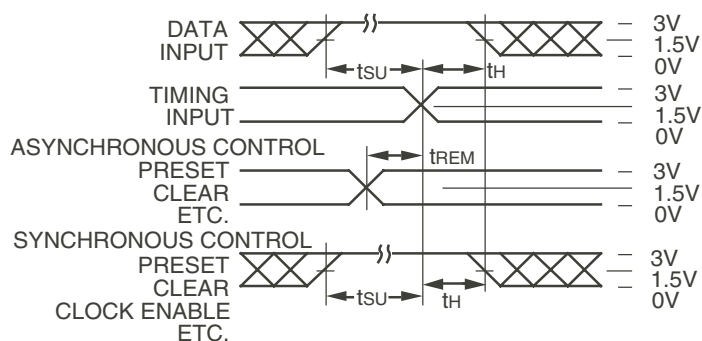 DATA
INPUT
3V
1.5V
0V
tSU
tH
TIMING
INPUT
3V
1.5V
0V
ASYNCHRONOUS CONTROL
PRESET
CLEAR
ETC.
tREM
3V
1.5V
0V
SYNCHRONOUS CONTROL
PRESET
CLEAR
CLOCK ENABLE
ETC.
tSU
tH
3V
1.5V
0V